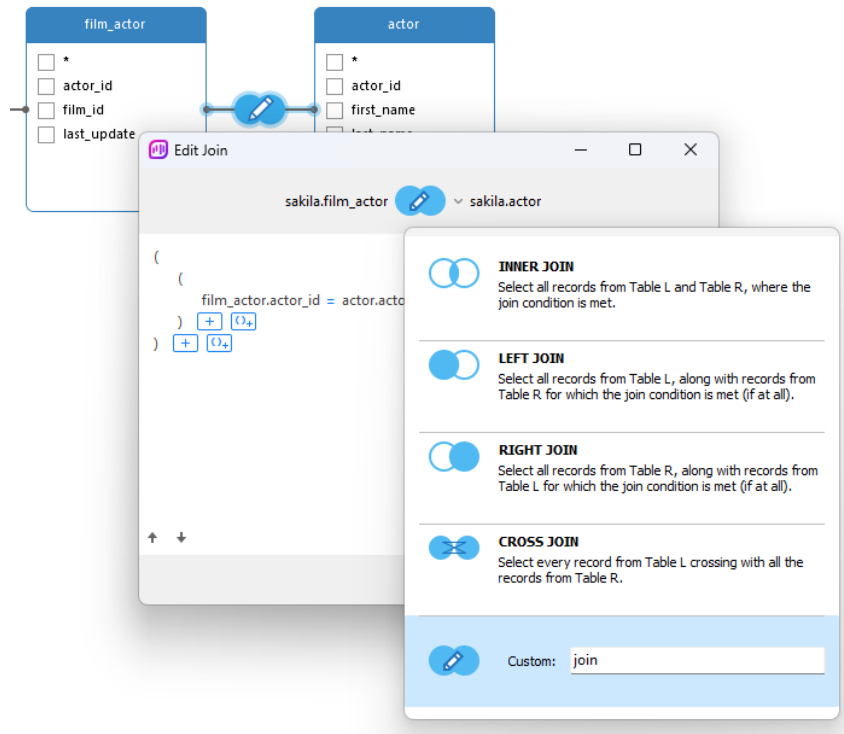 film_actor
actor
*
actor_id
film_id
last_update
*
actor_id
first_name
Edit Join
sakila.film_actor
sakila.actor
(
(
film_actor.actor_id = actor.acto
) + ()+
) + ()+
INNER JOIN
Select all records from Table L and Table R, where the
join condition is met.
LEFT JOIN
Select all records from Table L, along with records from
Table R for which the join condition is met (if at all).
RIGHT JOIN
Select all records from Table R, along with records from
Table L for which the join condition is met (if at all).
CROSS JOIN
Select every record from Table L crossing with all the
records from Table R.
Custom: join